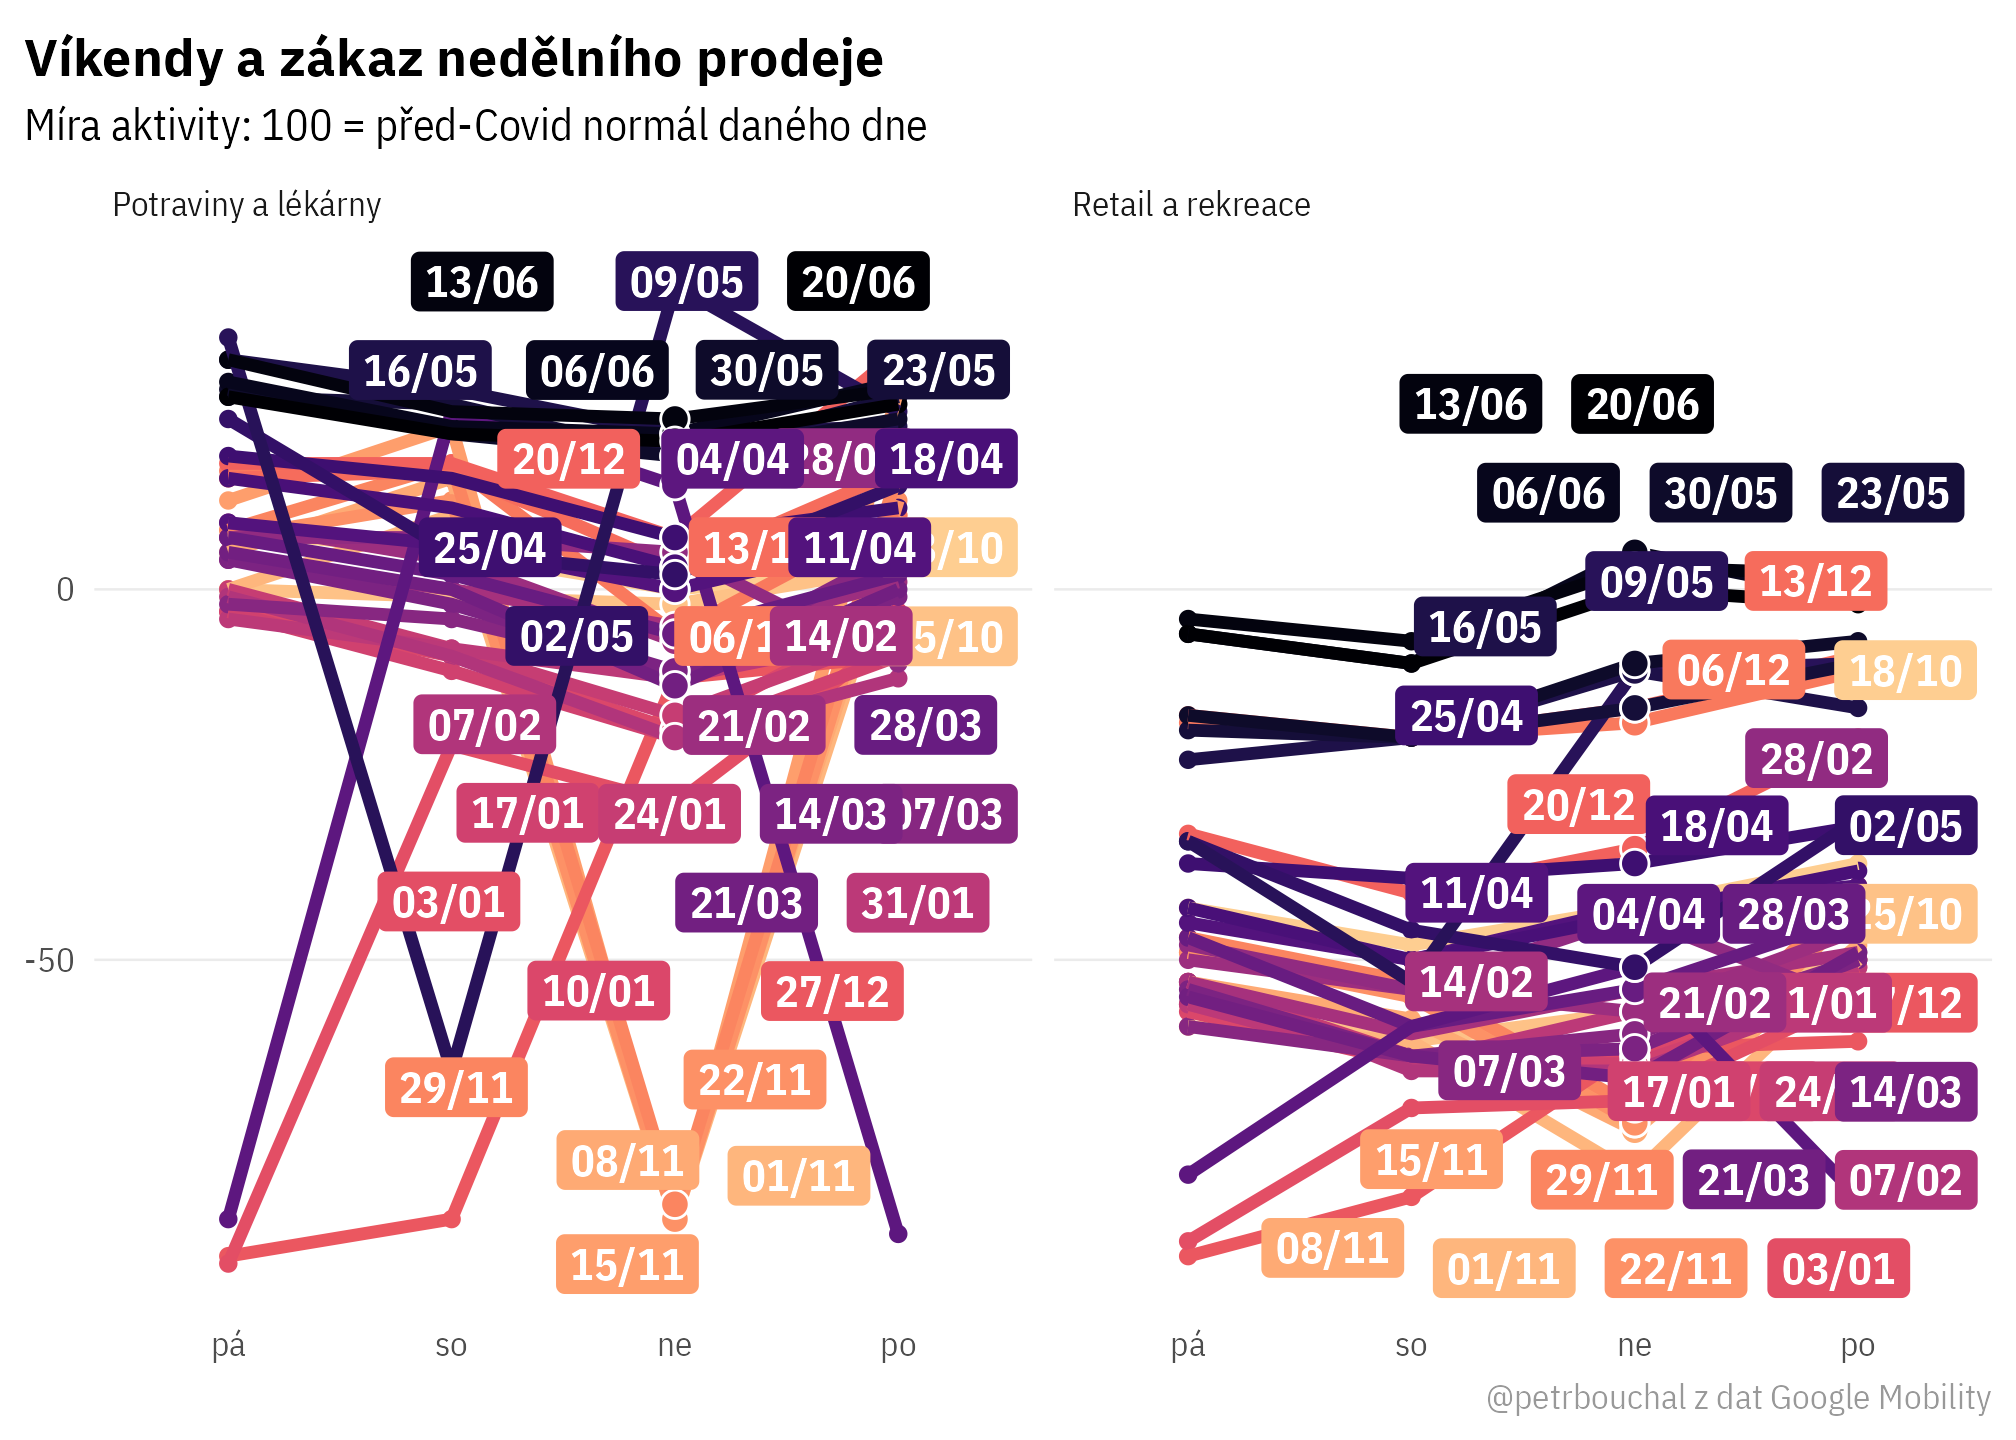 Víkendy a zákaz nedělního prodeje
Míra aktivity: 100 = před-Covid normál daného dne
Potraviny a lékárny
13/06 09/05 20/06
16/05 06/06 30/05 23/05
20/12 04/04 28/0 18/04
25/04 13/1 11/04 /10
0
02/05 06/1 14/02 5/10
07/02 21/02 28/03
17/01 24/01 14/03 07/03
03/01 21/03 31/01
-50
10/01 27/12
29/11 22/11
08/11 01/11
15/11
pá so ne po
Retail a rekreace
13/06 20/06
06/06 30/05 23/05
09/05 13/12
16/05
06/12 18/10
25/04
28/02
20/12 18/04 02/05
11/04
04/04 28/03 25/10
14/02
21/02 1/01 /12
07/03
17/01 24/ 14/03
15/11
29/11 21/03 07/02
08/11
01/11 22/11 03/01
pá so ne po
@petrbouchal z dat Google Mobility